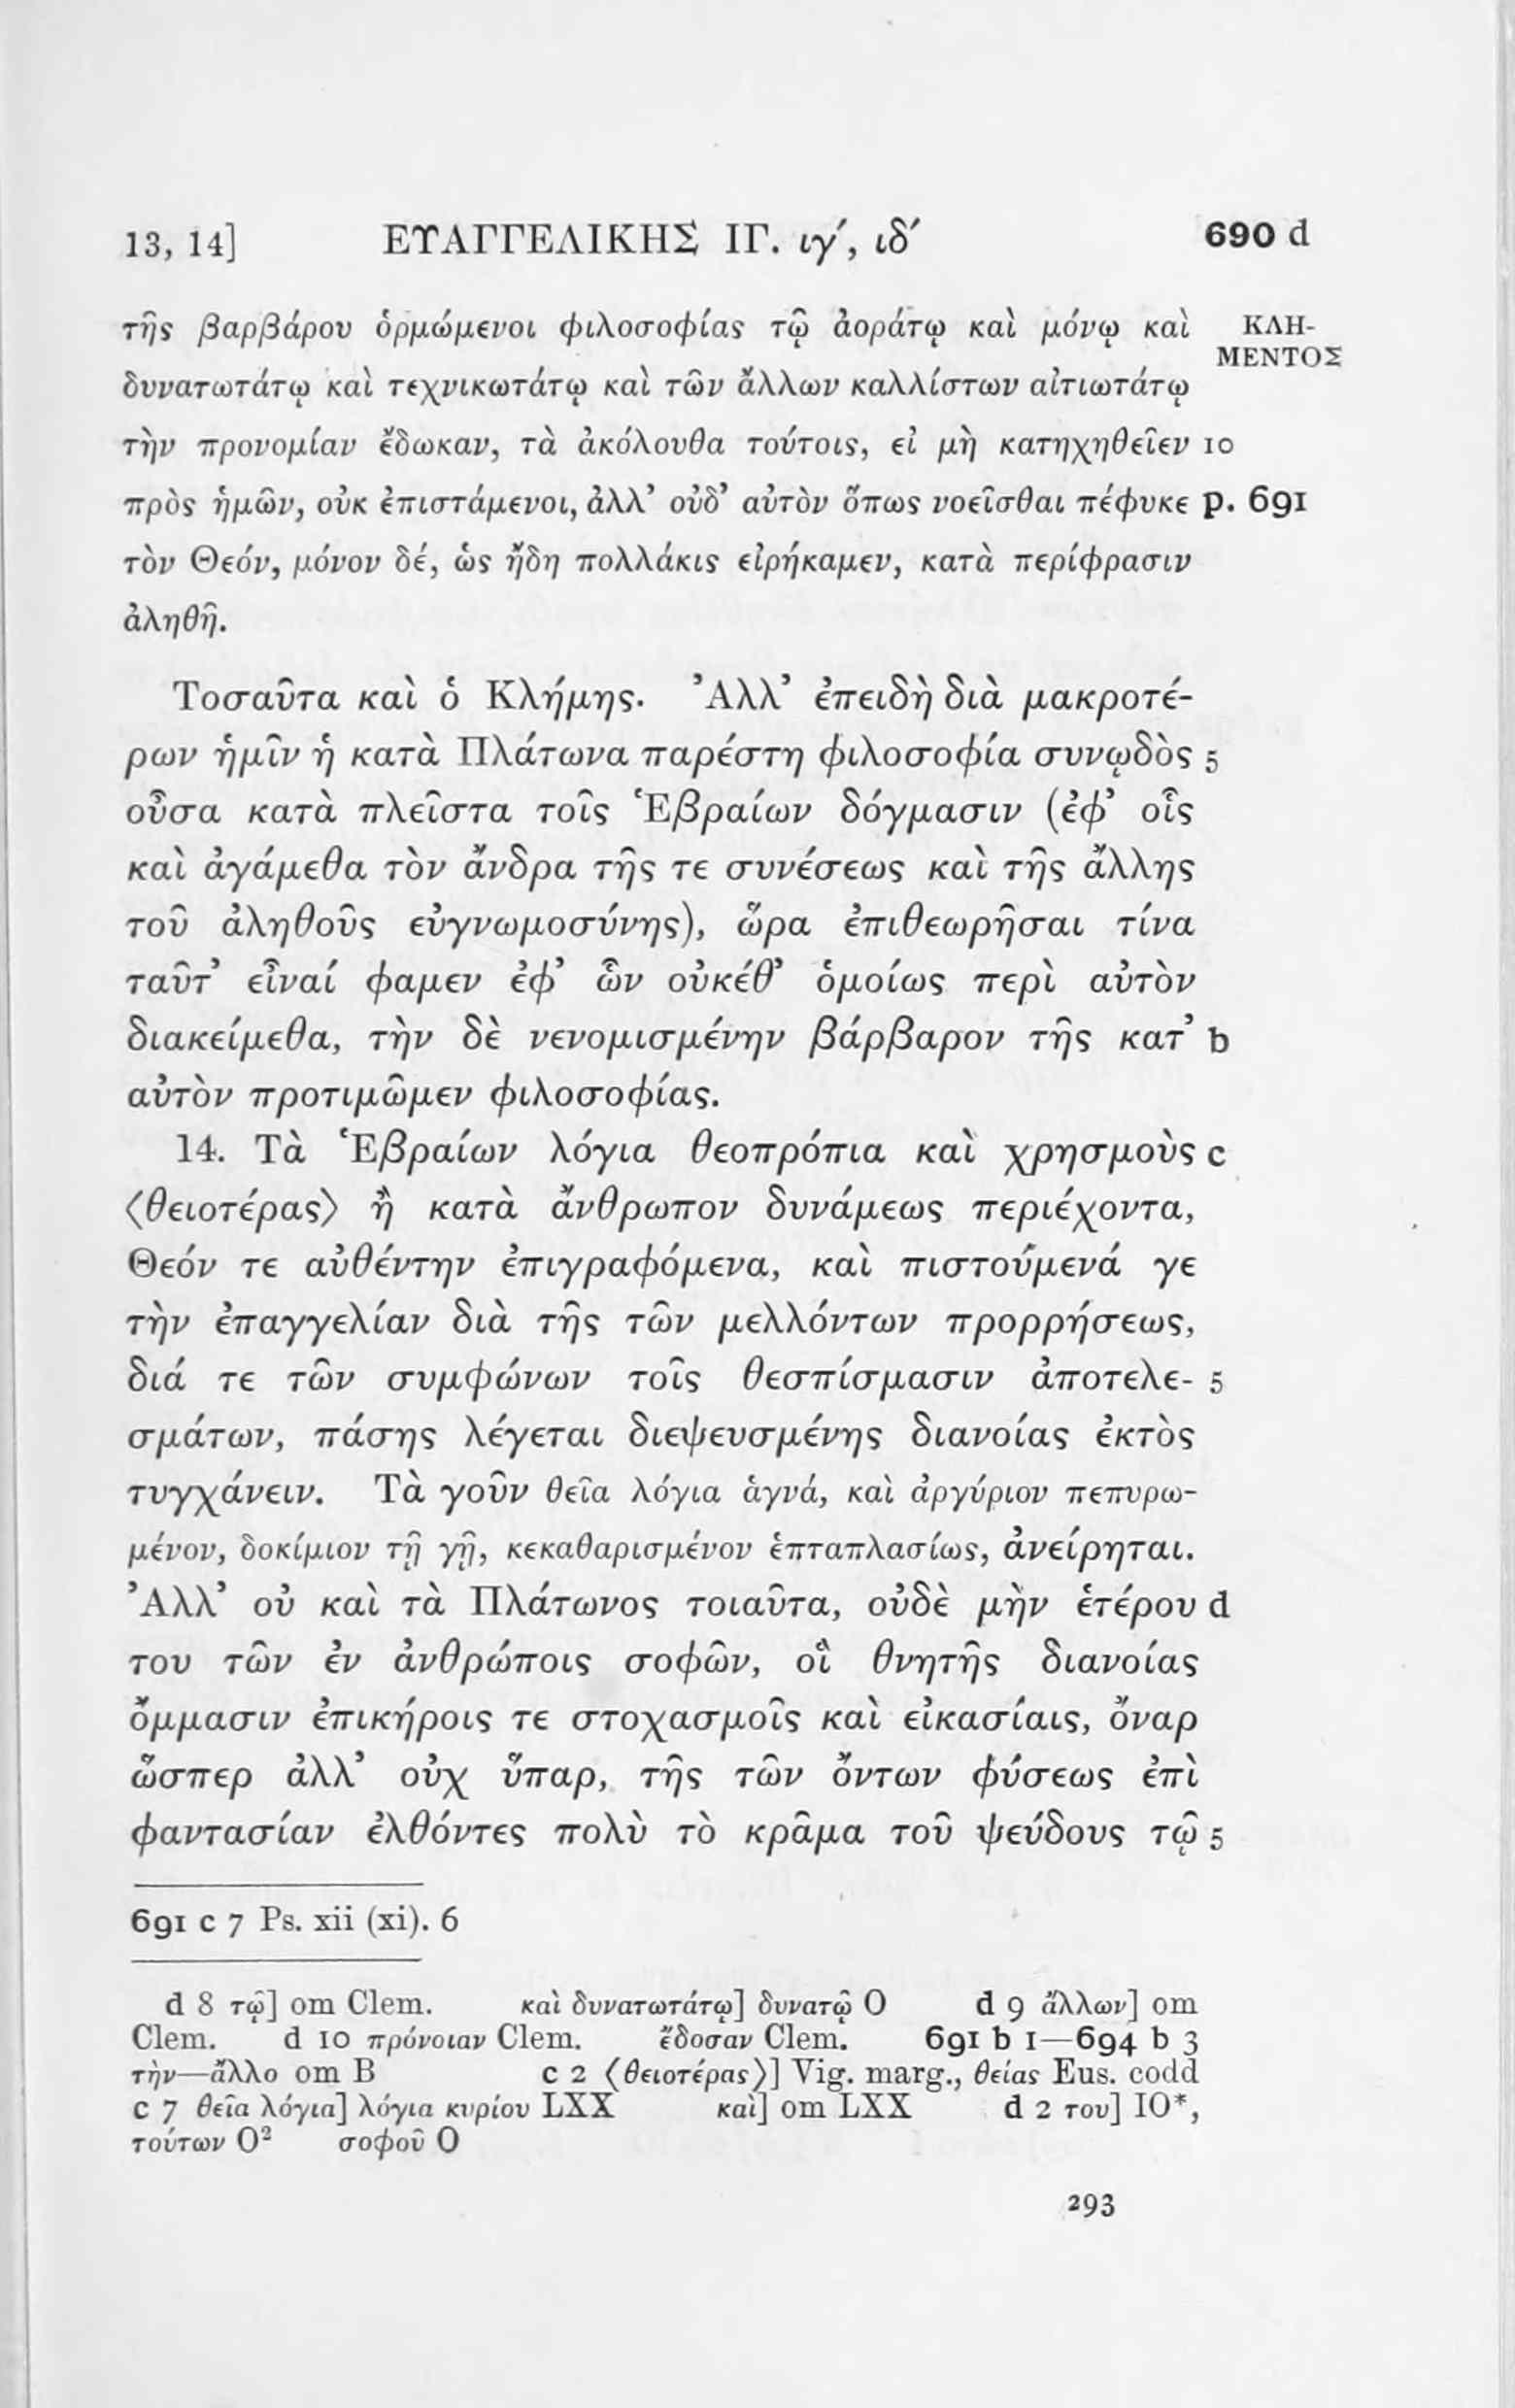 13, 14] ΕΥΑΓΓΕΛΙΚΗΣ ΙΓ. ιγ′, ιδ′ 690 d
τῆς βαρβάρου ὁρμώμενοι φιλοσοφίας τῷ ἀοράτῳ καὶ μόνῳ καὶ ΚΛΗ-
ΜΕΝΤΟΣ
δυνατωτάτῳ καὶ τεχνικωτάτῳ καὶ τῶν ἄλλων καλλίστων αἰτιωτάτῳ
τὴν προνομίαν ἔδωκαν, τὰ ἀκόλουθα τούτοις, εἰ μὴ κατηχηθεῖεν 10
πρὸς ἡμῶν, οὐκ ἐπιστάμενοι, ἀλλ’ οὐδ’ αὐτὸν ὅπως νοεῖσθαι πέφυκε p. 691
τὸν Θεόν, μόνον δέ, ὡς ἤδη πολλάκις εἰρήκαμεν, κατὰ περίφρασιν
ἀληθῆ.
Τοσαῦτα καὶ ὁ Κλήμης. Ἀλλ’ ἐπειδὴ διὰ μακροτέ-
ρων ἡμῖν ἡ κατὰ Πλάτωνα παρέστη φιλοσοφία συνῳδὸς 5
οὖσα κατὰ πλεῖστα τοῖς Ἑβραίων δόγμασιν (ἐφ’ οἷς
καὶ ἀγάμεθα τὸν ἄνδρα τῆς τε συνέσεως καὶ τῆς ἄλλης
τοῦ ἀληθοῦς εὐγνωμοσύνης), ὥρα ἐπιθεωρῆσαι τίνα
ταῦτ’ εἶναί φαμεν ἐφ’ ὧν οὐκέθ’ ὁμοίως περὶ αὐτὸν
διακείμεθα, τὴν δὲ νενομισμένην βάρβαρον τῆς κατ’ b
αὐτὸν προτιμῶμεν φιλοσοφίας.
14. Τὰ Ἑβραίων λόγια θεοπρόπια καὶ χρησμοὺς c
⟨θειοτέρας⟩ ἢ κατὰ ἄνθρωπον δυνάμεως περιέχοντα,
Θεόν τε αὐθέντην ἐπιγραφόμενα, καὶ πιστούμενά γε
τὴν ἐπαγγελίαν διὰ τῆς τῶν μελλόντων προρρήσεως,
διά τε τῶν συμφώνων τοῖς θεσπίσμασιν ἀποτελε- 5
σμάτων, πάσης λέγεται διεψευσμένης διανοίας ἐκτὸς
τυγχάνειν. Τὰ γοῦν θεῖα λόγια ἁγνά, καὶ ἀργύριον πεπυρω-
μένον, δοκίμιον τῇ γῇ, κεκαθαρισμένον ἑπταπλασίως, ἀνείρηται.
Ἀλλ’ οὐ καὶ τὰ Πλάτωνος τοιαῦτα, οὐδὲ μὴν ἑτέρου d
του τῶν ἐν ἀνθρώποις σοφῶν, οἳ θνητῆς διανοίας
ὄμμασιν ἐπικήροις τε στοχασμοῖς καὶ εἰκασίαις, ὄναρ
ὥσπερ ἀλλ’ οὐχ ὕπαρ, τῆς τῶν ὄντων φύσεως ἐπὶ
φαντασίαν ἐλθόντες πολὺ τὸ κρᾶμα τοῦ ψεύδους τῷ 5
691 c 7 Ps. xii (xi). 6
d 8 τῷ] om Clem. καὶ δυνατωτάτῳ] δυνατῷ O d 9 ἄλλων] om
Clem. d 10 πρόνοιαν Clem. ἔδοσαν Clem. 691 b 1—694 b 3
τὴν—ἄλλο om B c 2 ⟨θειοτέρας⟩] Vig. marg., θείας Eus. codd
c 7 θεῖα λόγια] λόγια κυρίου LXX καὶ] om LXX d 2 του] IO*,
τούτων O² σοφοῦ O
293